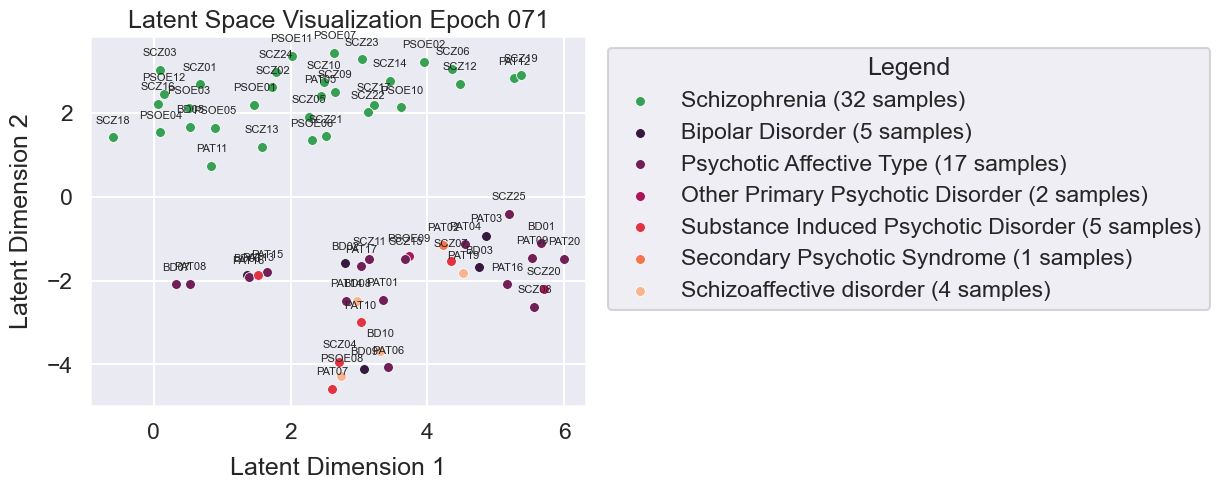 Latent Space Visualization Epoch 071
PSOE11
PSOE07
SCZ23
PSOE02
SCZ03
SCZ24
SCZ06
SCZ19
PAT12
SCZ01
SCZ10
SCZ14
SCZ12
PSOE12
SCZ02
SCZ09
PAT05
PSOE03
PSOE01
SCZ22
PSOE10
SCZ18
PSOE04
PSOE05
SCZ21
SCZ13
PAT11
SCZ25
PAT03
PAT02
PAT04
BD01
SCZ11
PSOE09
SCZ07
PAT20
PAT17
BD03
PAT15
PAT19
PAT08
PAT16
SCZ20
PAT01
PAT10
BD10
SCZ04
BD09
PAT06
PSOE08
PAT07
2
0
−2
−4
0
2
4
6
Latent Dimension 1
Latent Dimension 2
Legend
Schizophrenia (32 samples)
Bipolar Disorder (5 samples)
Psychotic Affective Type (17 samples)
Other Primary Psychotic Disorder (2 samples)
Substance Induced Psychotic Disorder (5 samples)
Secondary Psychotic Syndrome (1 samples)
Schizoaffective disorder (4 samples)